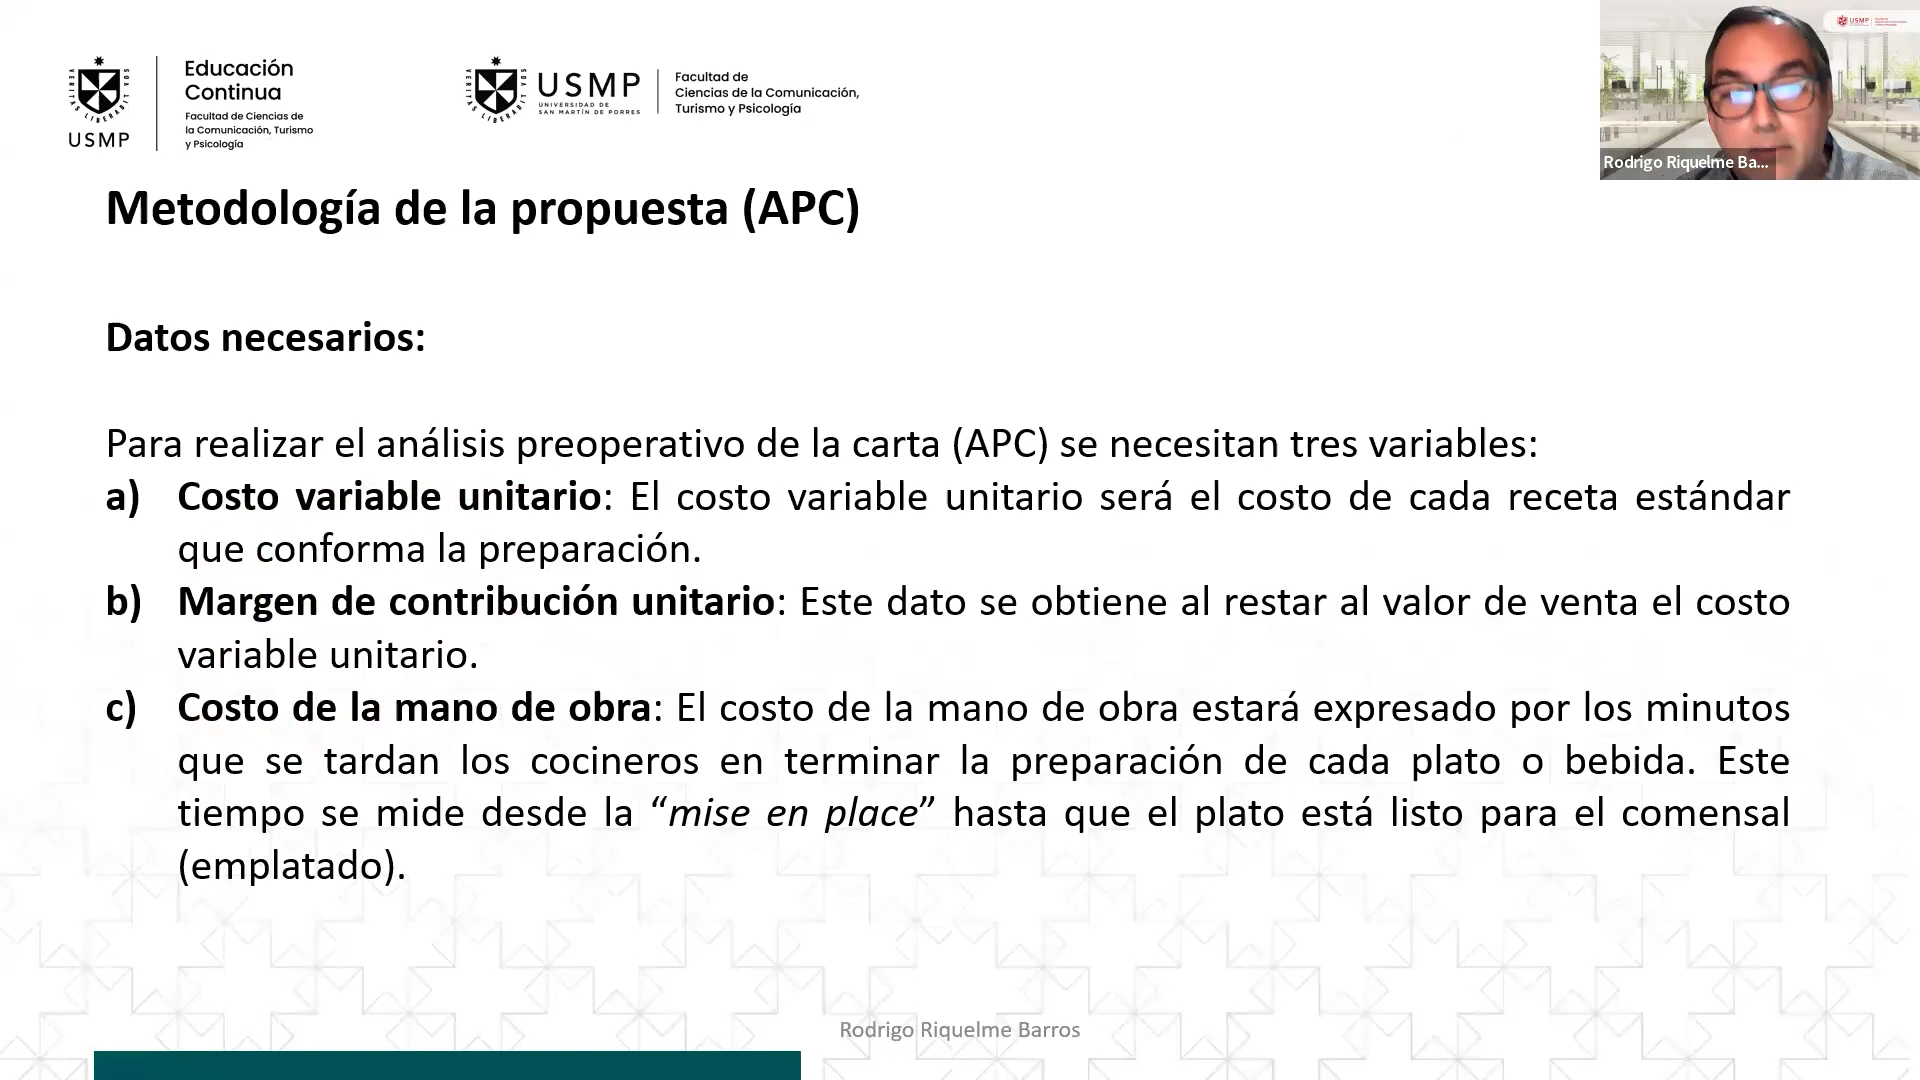 Educación
Continua
Facultad de Ciencias de
la Comunicación, Turismo
y Psicología
USMP
VERITAS LIBERABIT VOS
USMP
UNIVERSIDAD DE
SAN MARTÍN DE PORRES
Facultad de
Ciencias de la Comunicación,
Turismo y Psicología
USMP
Rodrigo Riquelme Ba...
Metodología de la propuesta (APC)
Datos necesarios:
Para realizar el análisis preoperativo de la carta (APC) se necesitan tres variables:
a) Costo variable unitario: El costo variable unitario será el costo de cada receta estándar
que conforma la preparación.
b) Margen de contribución unitario: Este dato se obtiene al restar al valor de venta el costo
variable unitario.
c) Costo de la mano de obra: El costo de la mano de obra estará expresado por los minutos
que se tardan los cocineros en terminar la preparación de cada plato o bebida. Este
tiempo se mide desde la “mise en place” hasta que el plato está listo para el comensal
(emplatado).
Rodrigo Riquelme Barros